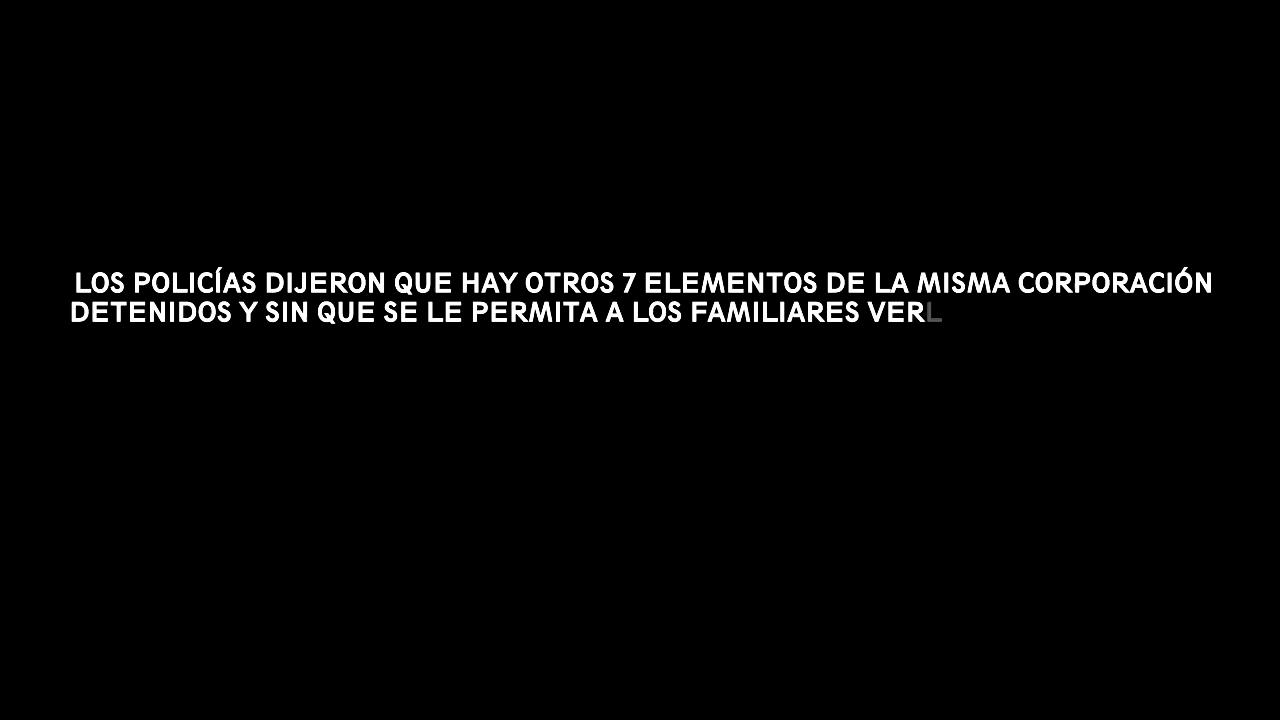 LOS POLICÍAS DIJERON QUE HAY OTROS 7 ELEMENTOS DE LA MISMA CORPORACIÓN
DETENIDOS Y SIN QUE SE LE PERMITA A LOS FAMILIARES VERL